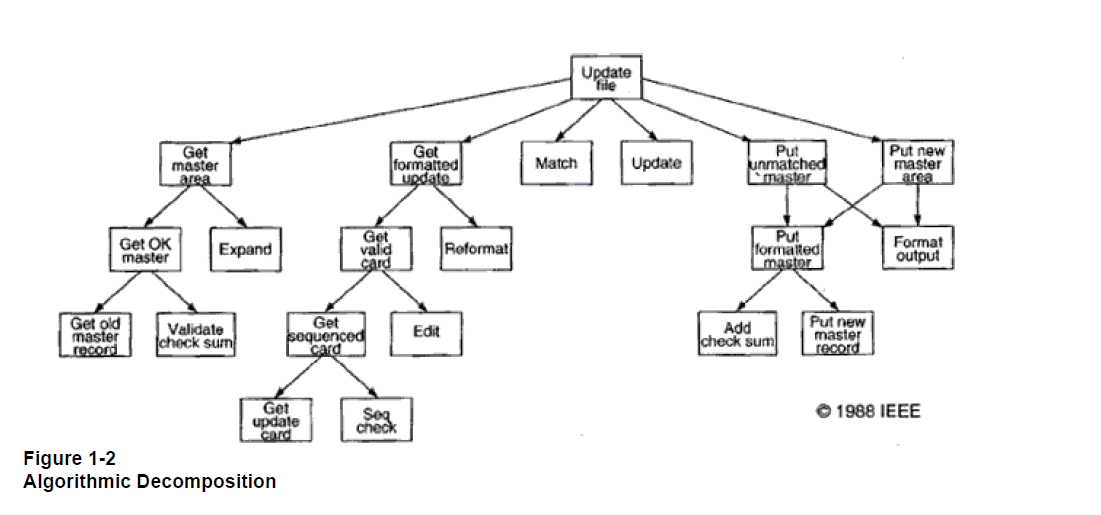 Update
file
Get
master
area
Get
formatted
update
Match
Update
Put
unmatched
master
Put new
master
area
Get OK
master
Expand
Get
valid
card
Reformat
Put
formatted
master
Format
output
Get old
master
record
Validate
check sum
Get
sequenced
card
Edit
Add
check sum
Put new
master
record
Get
update
card
Seq
check
© 1988 IEEE
Figure 1-2
Algorithmic Decomposition